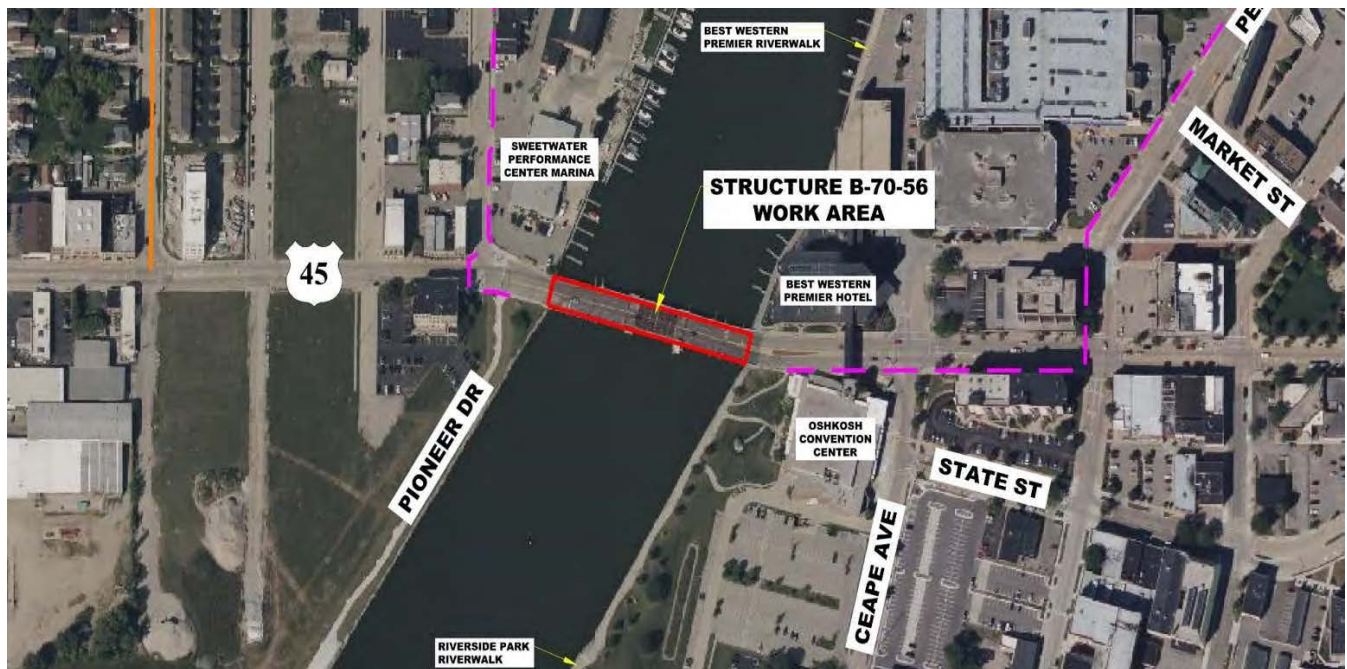 BEST WESTERN
PREMIER RIVERWALK
MARKET ST
SWEETWATER
PERFORMANCE
CENTER MARINA
STRUCTURE B-70-56
WORK AREA
45
BEST WESTERN
PREMIER HOTEL
PIONEER DR
OSHKOSH
CONVENTION
CENTER
STATE ST
CEAPE AVE
RIVERSIDE PARK
RIVERWALK